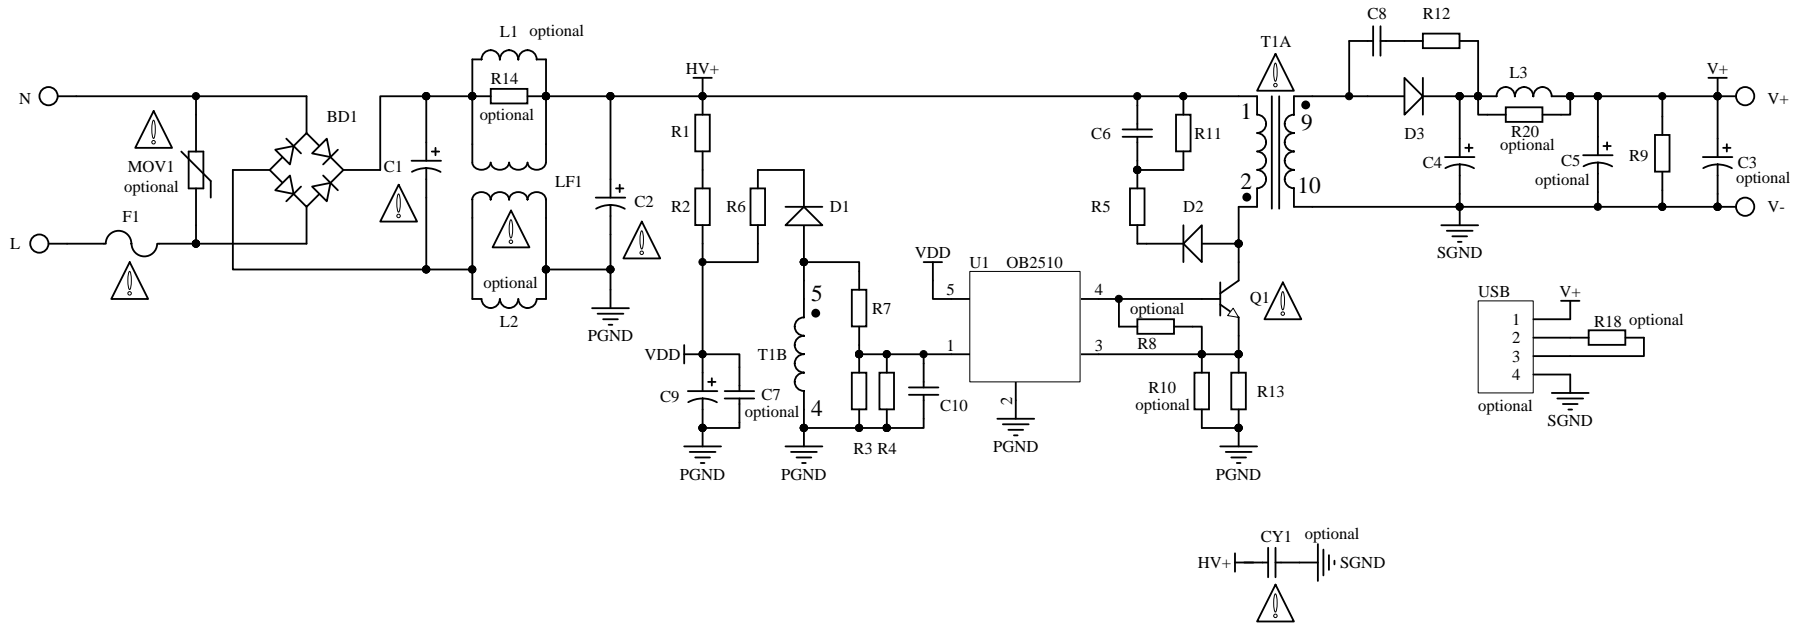 L1 optional
R14
optional
HV+
T1A
C8
R12
N
BD1
MOV1
optional
F1
L
C1
LF1
C2
optional
L2
PGND
R1
R2
R6
D1
VDD
C9
C7
optional
PGND
5
T1B
4
PGND
R7
R3 R4
C10
VDD
U1 OB2510
5
1
4
3
2
PGND
C6
R11
R5
D2
1
2
9
10
Q1
optional
R8
R10
optional
R13
PGND
D3
L3
R20
optional
V+
V+
C4
C5
optional
R9
C3
optional
V-
SGND
USB
V+
1
2
3
4
R18 optional
optional
SGND
CY1 optional
HV+
SGND